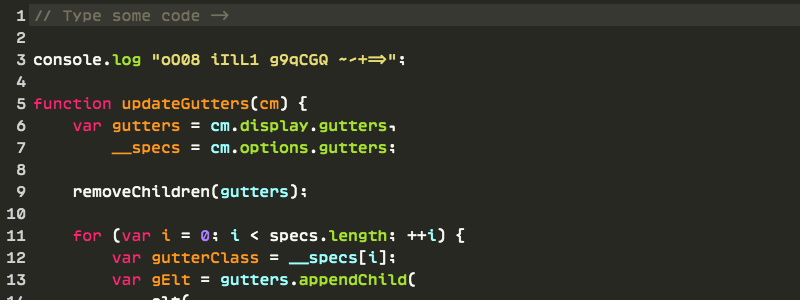 1 // Type some code ->
2
3 console.log "oO08 iIlL1 g9qCGQ ~-+=>";
4
5 function updateGutters(cm) {
6 var gutters = cm.display.gutters,
7 __specs = cm.options.gutters;
8
9 removeChildren(gutters);
10
11 for (var i = 0; i < specs.length; ++i) {
12 var gutterClass = __specs[i];
13 var gElt = gutters.appendChild(